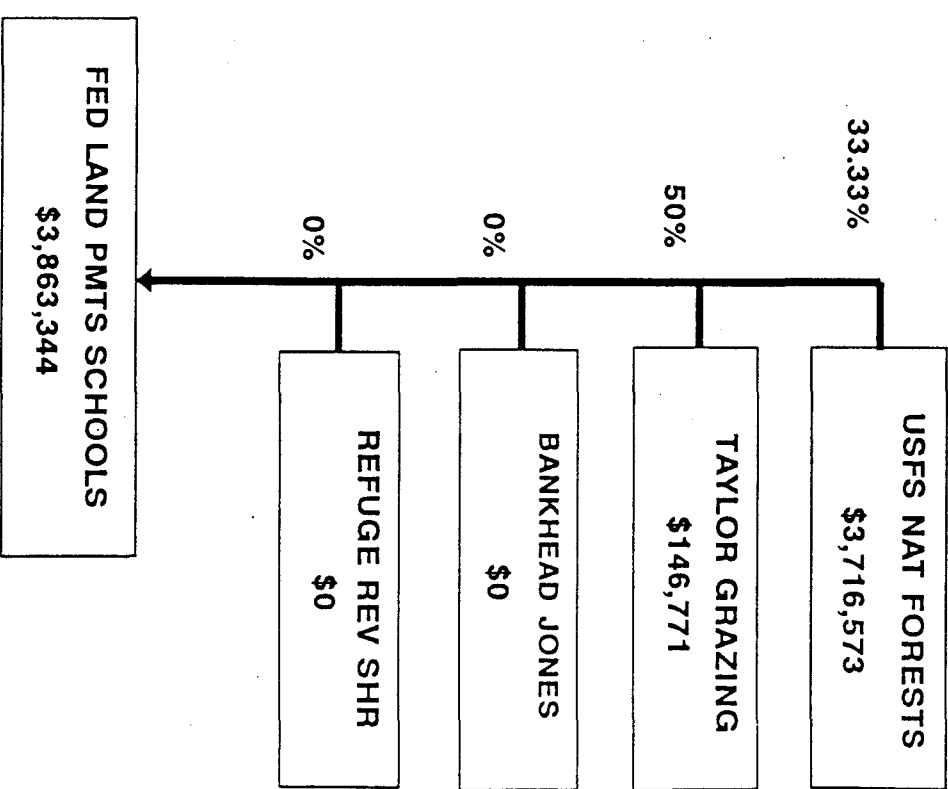 33.33%
USFS NAT FORESTS
$3,716,573
50%
TAYLOR GRAZING
$146,771
0%
BANKHEAD JONES
$0
0%
REFUGE REV SHR
$0
FED LAND PMTS SCHOOLS
$3,863,344